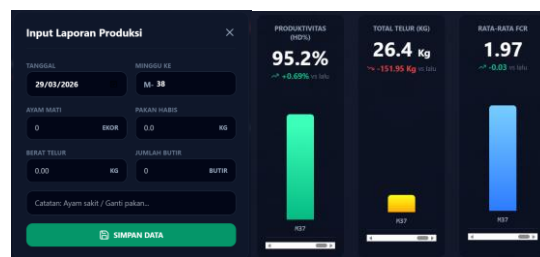 Input Laporan Produksi
TANGGAL
MINGGU KE
29/03/2026
M- 38
AYAM MATI
PAKAN HABIS
0 EKOR
0.0 KG
BERAT TELUR
JUMLAH BUTIR
0.00 KG
0 BUTIR
Catatan: Ayam sakit / Ganti pakan...
SIMPAN DATA
PRODUKTIVITAS
(HD%)
95.2%
+0.69% vs lalu
M37
TOTAL TELUR (KG)
26.4 Kg
-151.95 Kg vs lalu
M37
RATA-RATA FCR
1.97
-0.03 vs lalu
M37